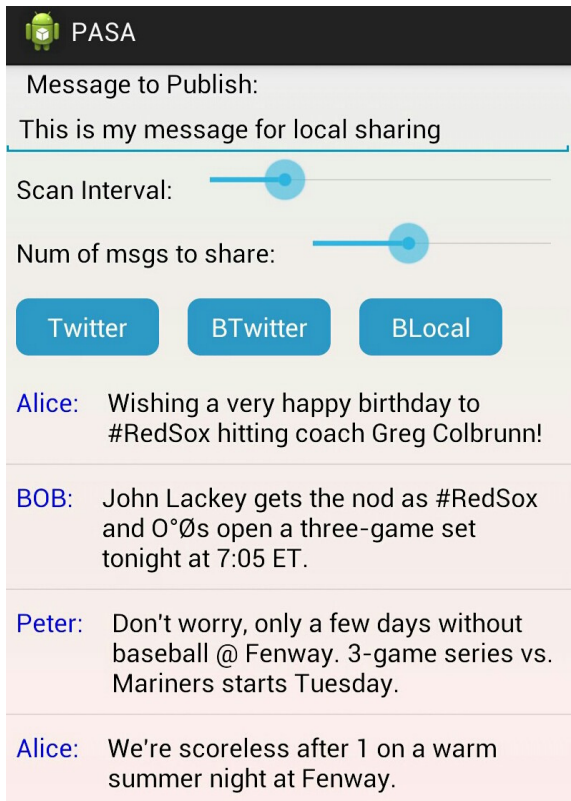 PASA
Message to Publish:
This is my message for local sharing
Scan Interval:
Num of msgs to share:
Twitter BTwitter BLocal
Alice: Wishing a very happy birthday to
#RedSox hitting coach Greg Colbrunn!
BOB: John Lackey gets the nod as #RedSox
and O°Øs open a three-game set
tonight at 7:05 ET.
Peter: Don't worry, only a few days without
baseball @ Fenway. 3-game series vs.
Mariners starts Tuesday.
Alice: We're scoreless after 1 on a warm
summer night at Fenway.